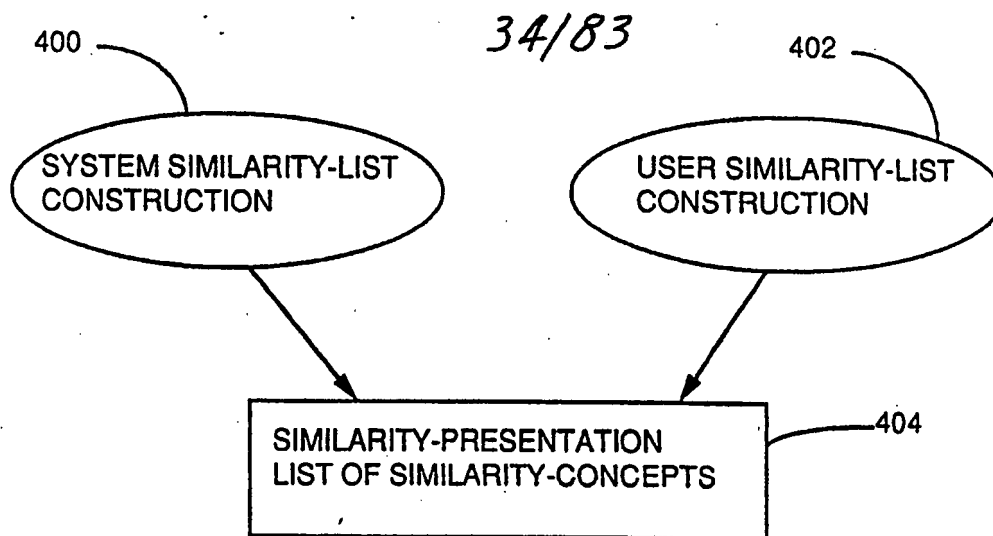 34/83
400
402
SYSTEM SIMILARITY-LIST
CONSTRUCTION
USER SIMILARITY-LIST
CONSTRUCTION
SIMILARITY-PRESENTATION
LIST OF SIMILARITY-CONCEPTS
404